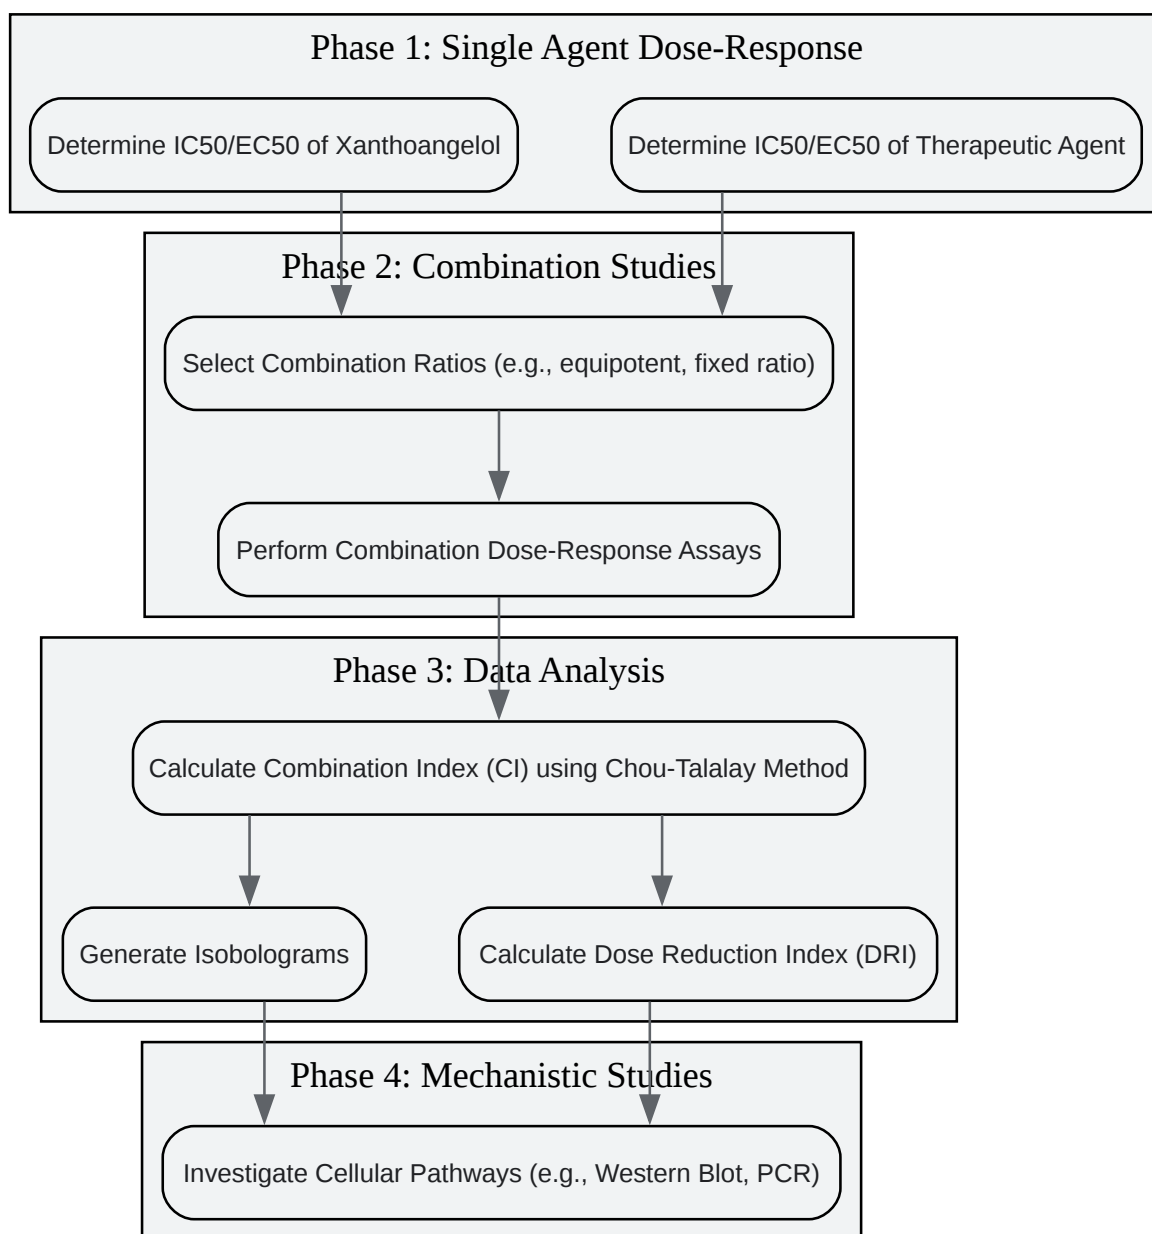 Phase 1: Single Agent Dose-Response
Determine IC50/EC50 of Xanthoangelol
Determine IC50/EC50 of Therapeutic Agent
Phase 2: Combination Studies
Select Combination Ratios (e.g., equipotent, fixed ratio)
Perform Combination Dose-Response Assays
Phase 3: Data Analysis
Calculate Combination Index (CI) using Chou-Talalay Method
Generate Isobolograms
Calculate Dose Reduction Index (DRI)
Phase 4: Mechanistic Studies
Investigate Cellular Pathways (e.g., Western Blot, PCR)